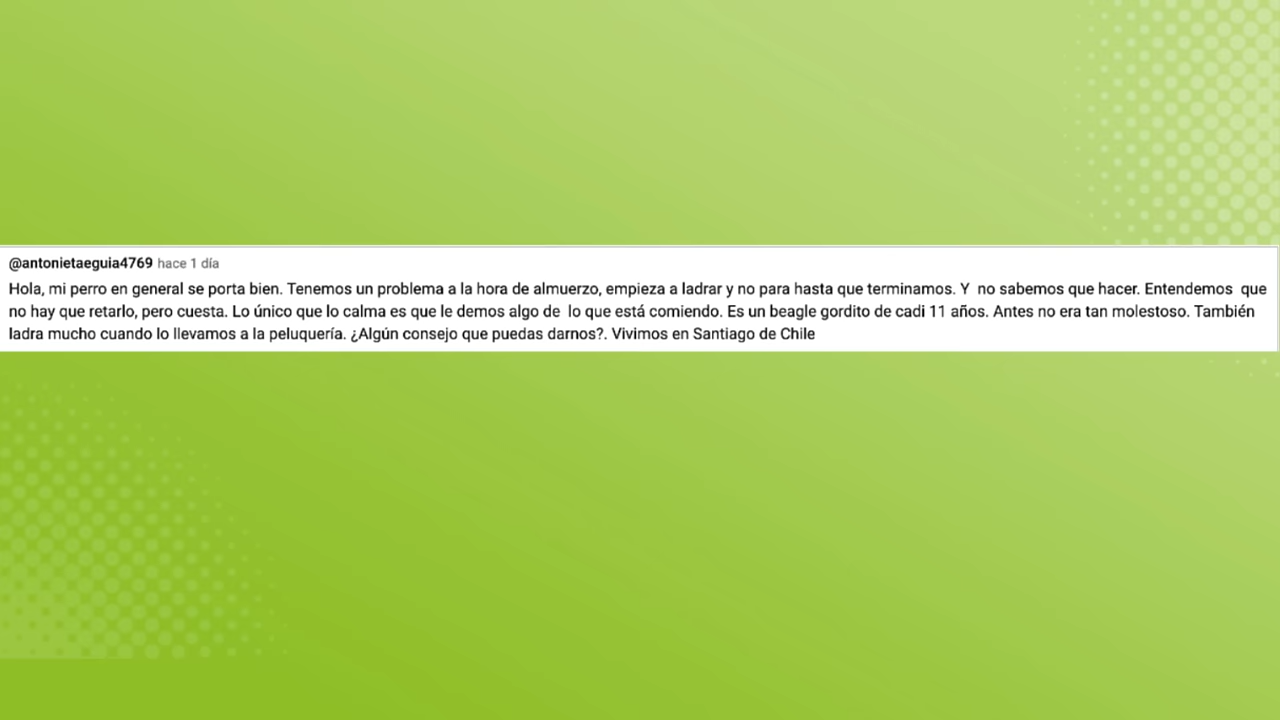 @antonietaeguia4769 hace 1 día
Hola, mi perro en general se porta bien. Tenemos un problema a la hora de almuerzo, empieza a ladrar y no para hasta que terminamos. Y  no sabemos que hacer. Entendemos  que
no hay que retarlo, pero cuesta. Lo único que lo calma es que le demos algo de  lo que está comiendo. Es un beagle gordito de cadi 11 años. Antes no era tan molestoso. También
ladra mucho cuando lo llevamos a la peluquería. ¿Algún consejo que puedas darnos?. Vivimos en Santiago de Chile